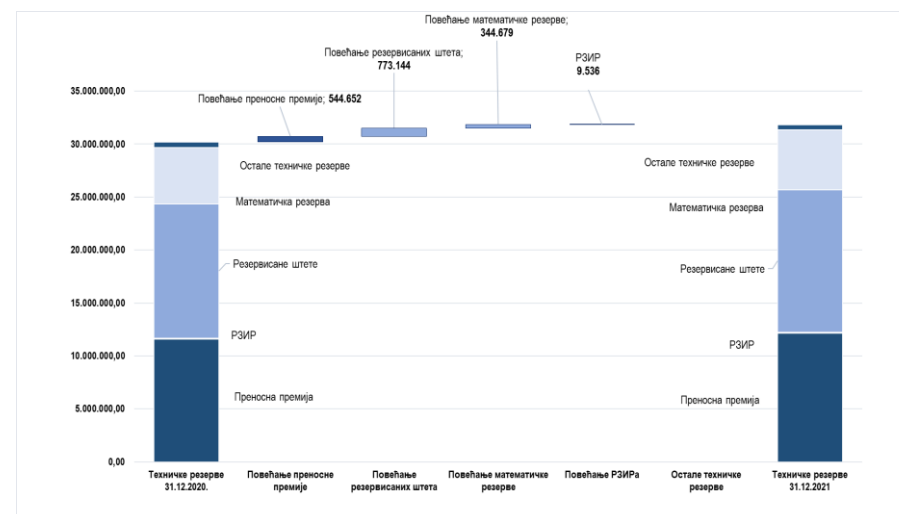 Повећање математичке резерве;
344.679
Повећање резервисаних штета;
773.144
РЗИР
9.536
Повећање преносне премије; 544.652
35.000.000,00
30.000.000,00
25.000.000,00
20.000.000,00
15.000.000,00
10.000.000,00
5.000.000,00
0,00
Остале техничке резерве
Математичка резерва
Резервисане штете
РЗИР
Преносна премија
Остале техничке резерве
Математичка резерва
Резервисане штете
РЗИР
Преносна премија
Техничке резерве
31.12.2020.
Повећање преносне
премије
Повећање
резервисаних штета
Повећање математичке
резерве
Повећање РЗИРа
Остале техничке
резерве
Техничке резерве
31.12.2021